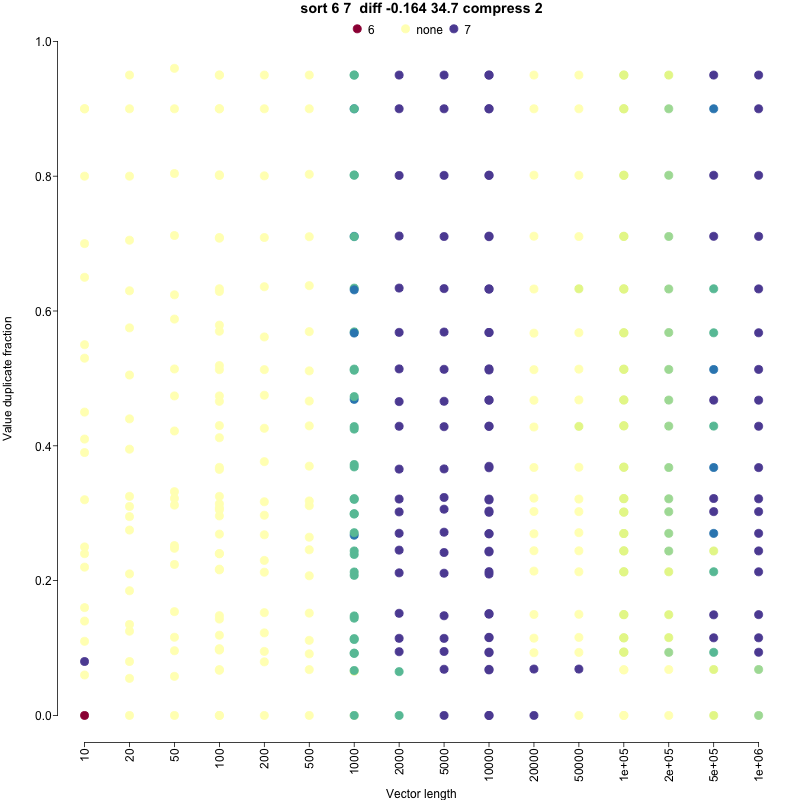 sort 6 7 diff -0.164 34.7 compress 2
6 none 7
1.0
0.8
0.6
0.4
0.2
0.0
Value duplicate fraction
10 20 50 100 200 500 1000 2000 5000 10000 20000 50000 1e+05 2e+05 5e+05 1e+06
Vector length